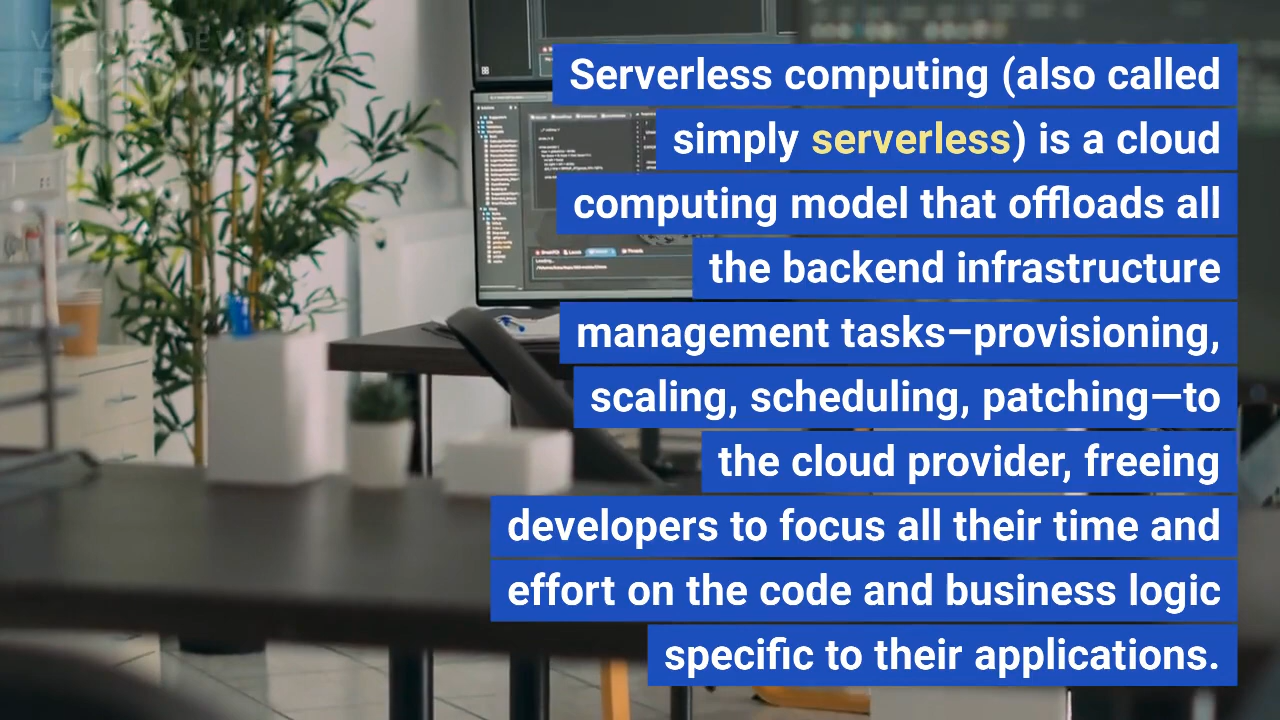 Serverless computing (also called
simply serverless) is a cloud
computing model that offloads all
the backend infrastructure
management tasks–provisioning,
scaling, scheduling, patching—to
the cloud provider, freeing
developers to focus all their time and
effort on the code and business logic
specific to their applications.